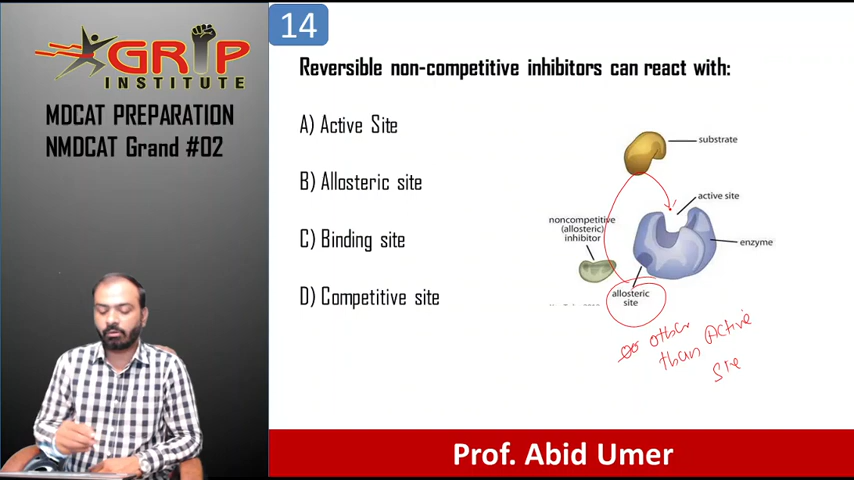 14
GRIP
INSTITUTE
MDCAT PREPARATION
NMDCAT Grand #02
Reversible non-competitive inhibitors can react with:
A) Active Site
B) Allosteric site
C) Binding site
D) Competitive site
substrate
active site
noncompetitive
(allosteric)
inhibitor
enzyme
allosteric
site
other
than Active
Site
Prof. Abid Umer